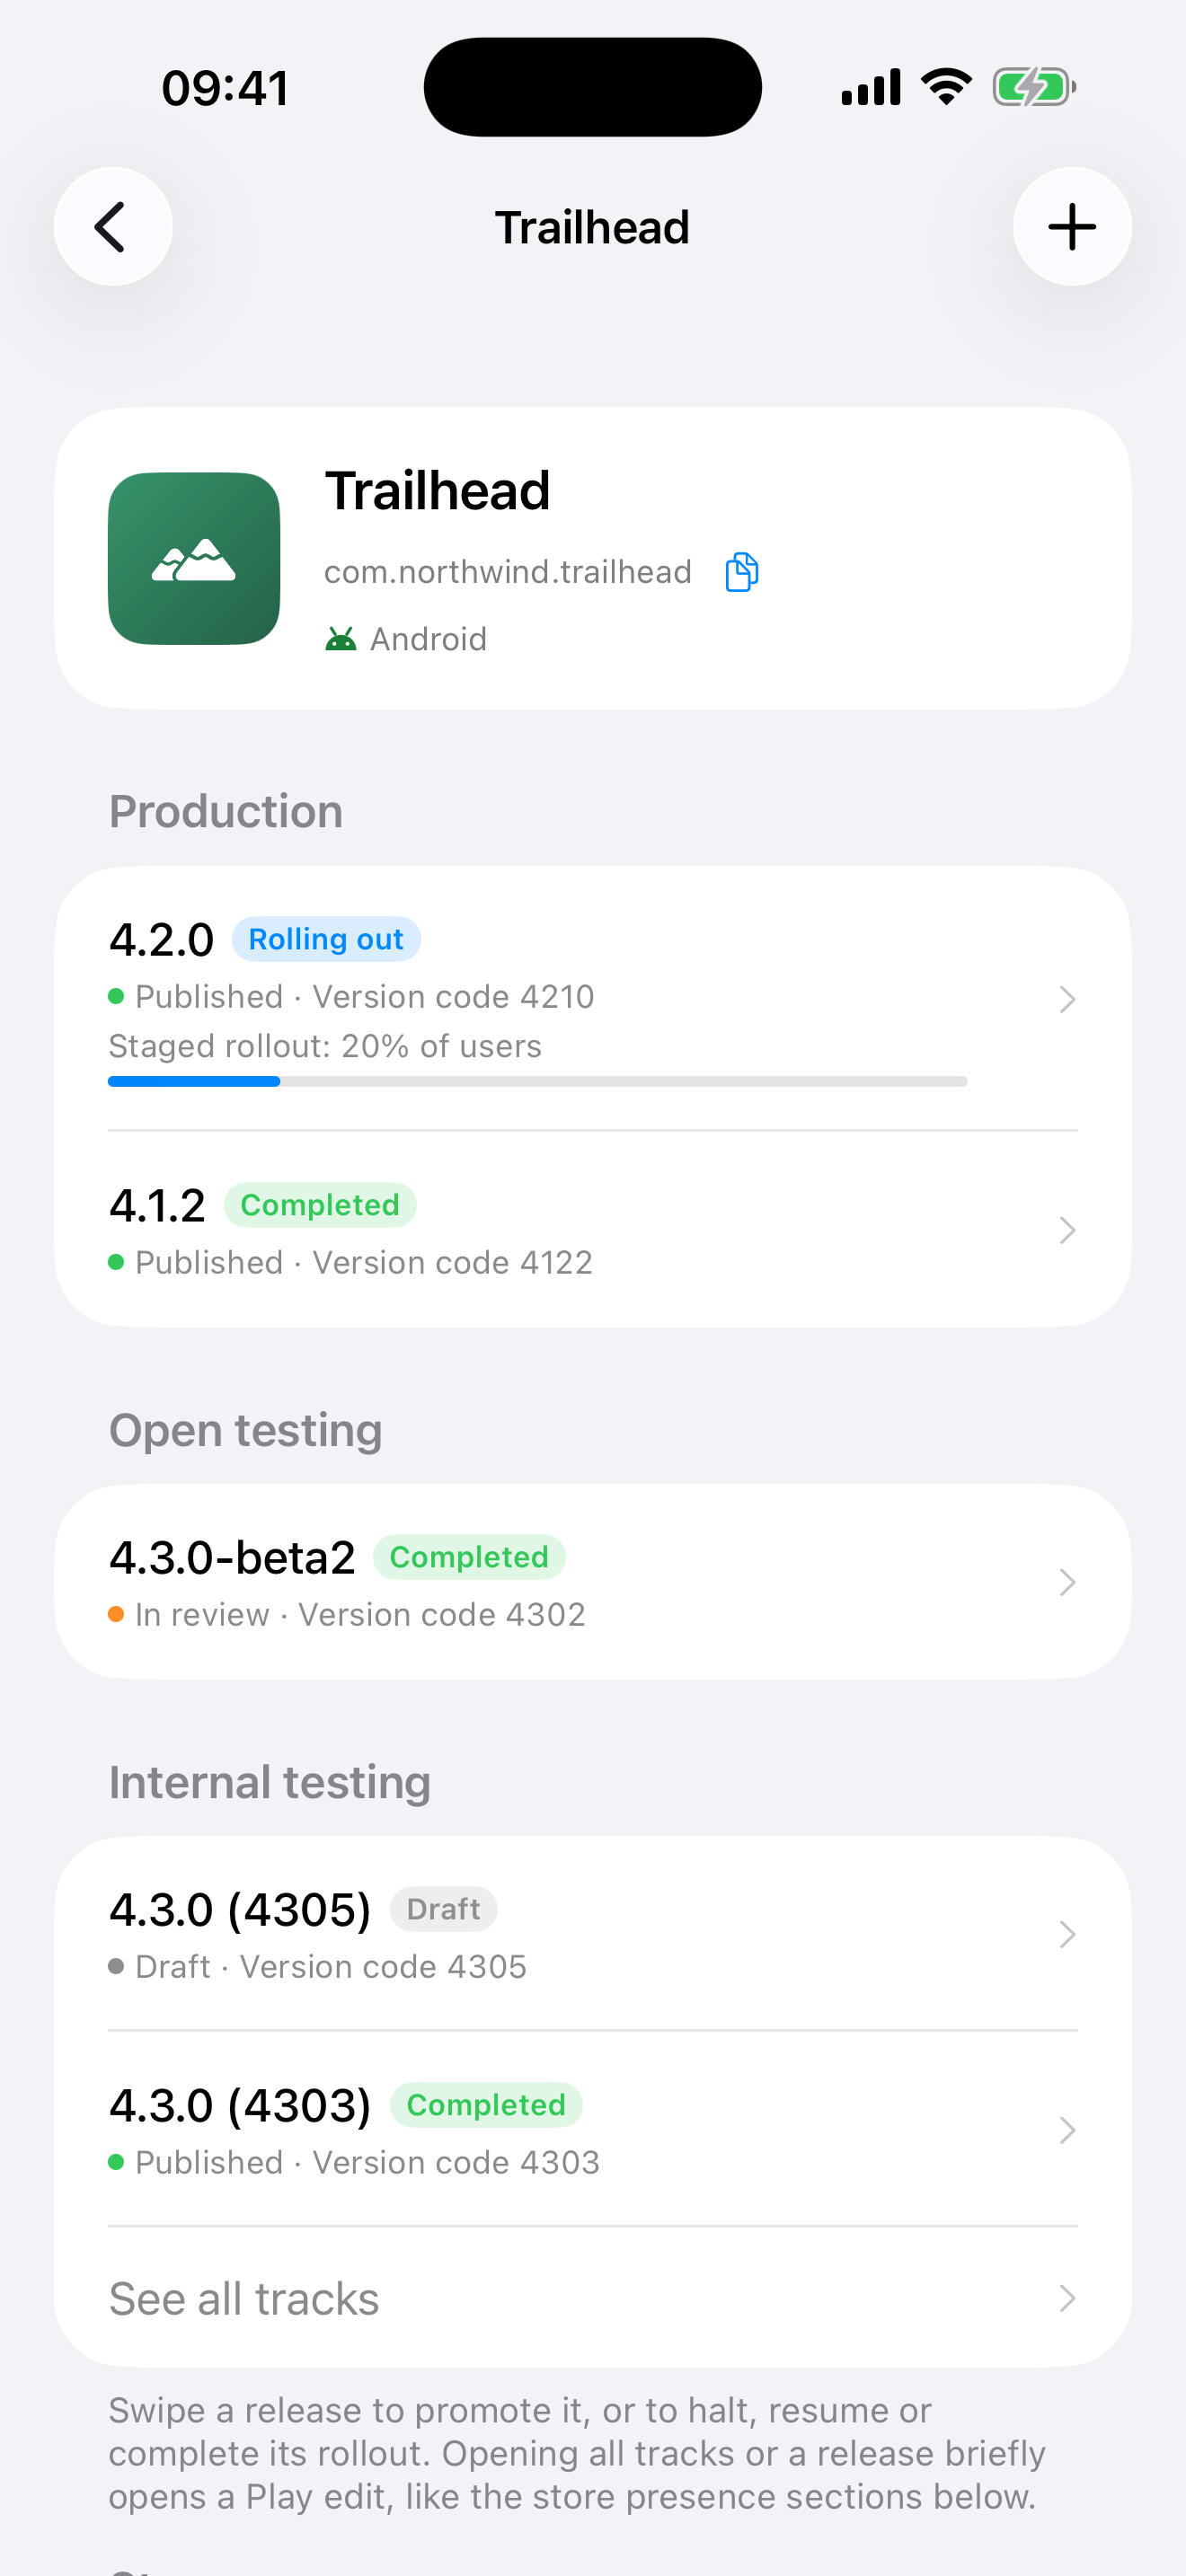 09:41
Trailhead
Trailhead
com.northwind.trailhead
Android
Production
4.2.0 Rolling out
Published · Version code 4210
Staged rollout: 20% of users
4.1.2 Completed
Published · Version code 4122
Open testing
4.3.0-beta2 Completed
In review · Version code 4302
Internal testing
4.3.0 (4305) Draft
Draft · Version code 4305
4.3.0 (4303) Completed
Published · Version code 4303
See all tracks
Swipe a release to promote it, or to halt, resume or
complete its rollout. Opening all tracks or a release briefly
opens a Play edit, like the store presence sections below.